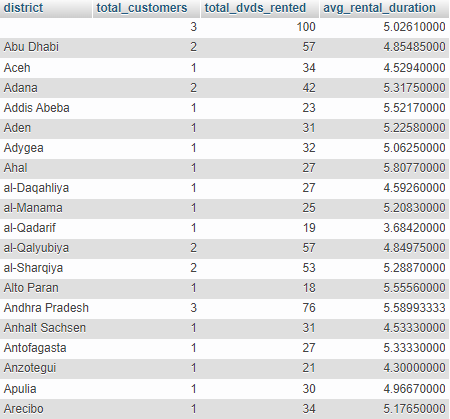 district total_customers total_dvds_rented avg_rental_duration
3 100 5.02610000
Abu Dhabi 2 57 4.85485000
Aceh 1 34 4.52940000
Adana 2 42 5.31750000
Addis Abeba 1 23 5.52170000
Aden 1 31 5.22580000
Adygea 1 32 5.06250000
Ahal 1 27 5.80770000
al-Daqahliya 1 27 4.59260000
al-Manama 1 25 5.20830000
al-Qadarif 1 19 3.68420000
al-Qalyubiya 2 57 4.84975000
al-Sharqiya 2 53 5.28870000
Alto Paran 1 18 5.55560000
Andhra Pradesh 3 76 5.58993333
Anhalt Sachsen 1 31 4.53330000
Antofagasta 1 27 5.33330000
Anzotegui 1 21 4.30000000
Apulia 1 30 4.96670000
Arecibo 1 34 5.17650000